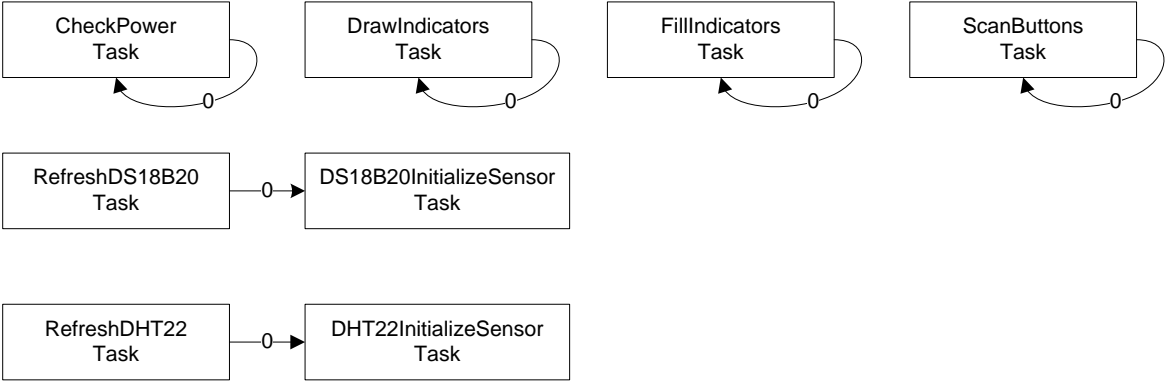 CheckPower
Task
0
DrawIndicators
Task
0
FillIndicators
Task
0
ScanButtons
Task
0
RefreshDS18B20
Task
0
DS18B20InitializeSensor
Task
RefreshDHT22
Task
0
DHT22InitializeSensor
Task